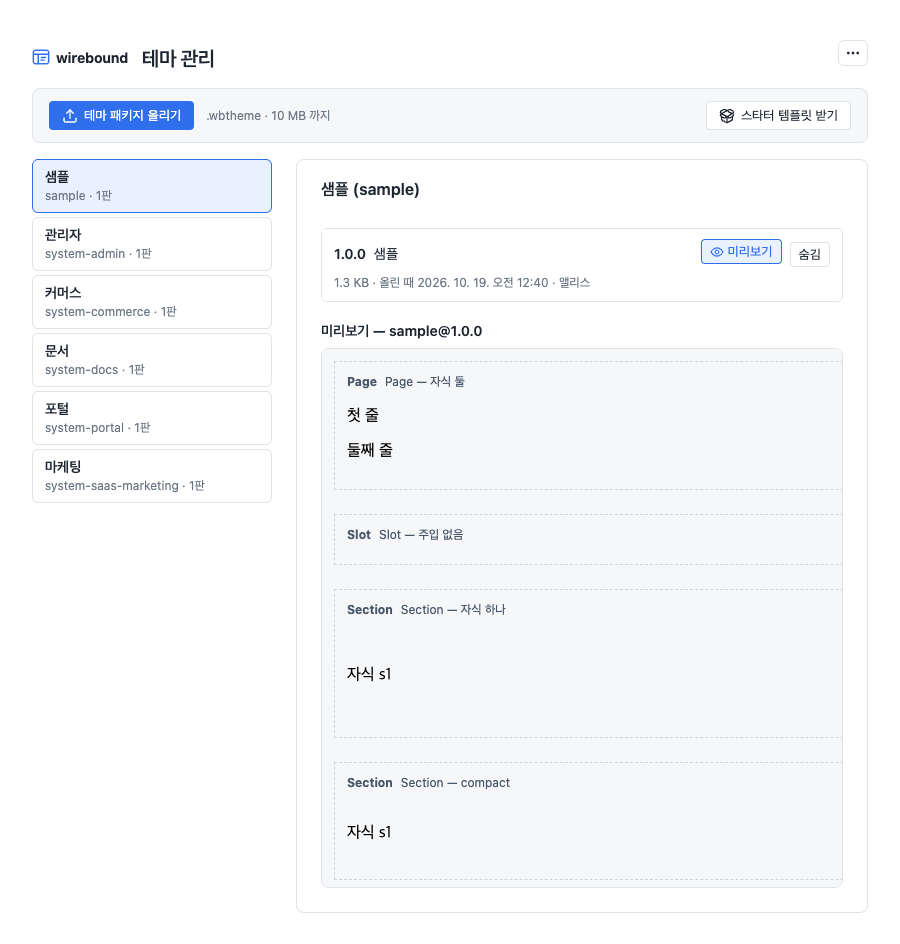 wirebound 테마 관리
테마 패키지 올리기 .wbtheme · 10 MB 까지 스타터 템플릿 받기
샘플
sample · 1판
관리자
system-admin · 1판
커머스
system-commerce · 1판
문서
system-docs · 1판
포털
system-portal · 1판
마케팅
system-saas-marketing · 1판
샘플 (sample)
1.0.0 샘플 미리보기 숨김
1.3 KB · 올린 때 2026. 10. 19. 오전 12:40 · 앨리스
미리보기 — sample@1.0.0
Page Page — 자식 둘
첫 줄
둘째 줄
Slot Slot — 주입 없음
Section Section — 자식 하나
자식 s1
Section Section — compact
자식 s1